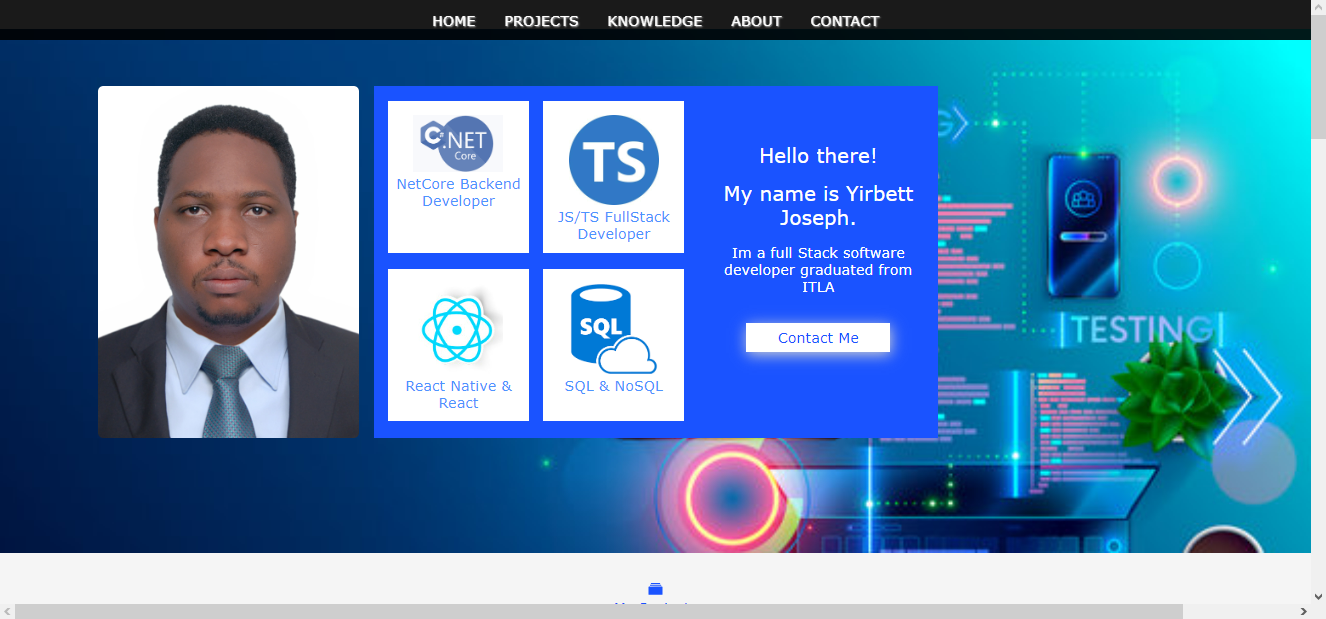 HOME PROJECTS KNOWLEDGE ABOUT CONTACT
C# .NET
Core
NetCore Backend
Developer
TS
JS/TS FullStack
Developer
React Native &
React
SQL
SQL & NoSQL
Hello there!
My name is Yirbett
Joseph.
Im a full Stack software
developer graduated from
ITLA
Contact Me
TESTING